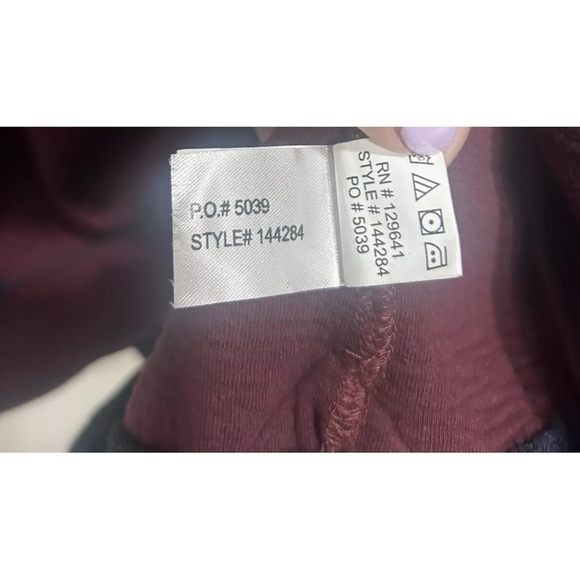 P.O.# 5039
STYLE# 144284
RN # 129641
STYLE # 144284
PO # 5039